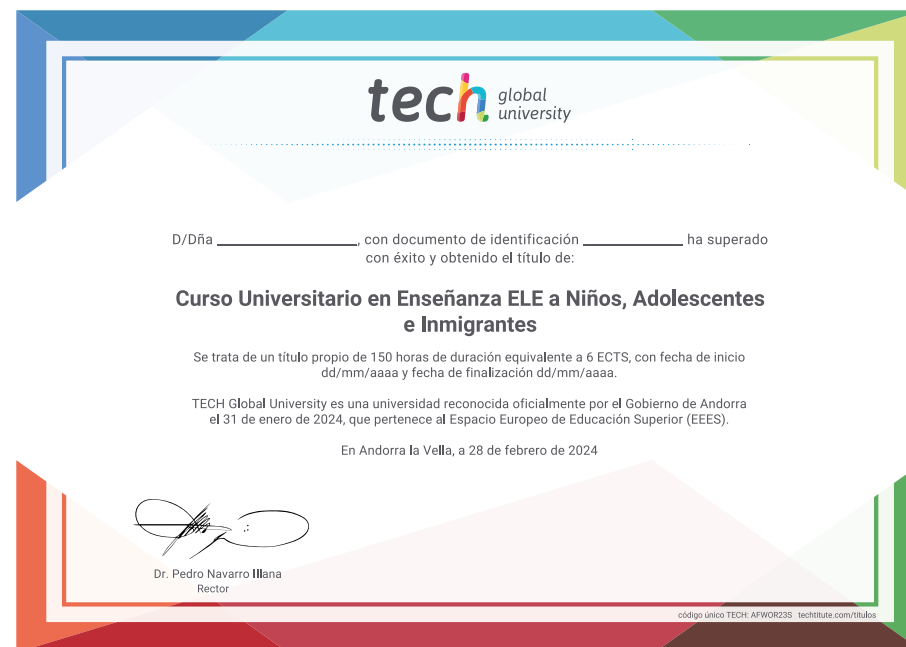 tech global university
D/Dña ____________________, con documento de identificación ______________ ha superado
con éxito y obtenido el título de:
Curso Universitario en Enseñanza ELE a Niños, Adolescentes
e Inmigrantes
Se trata de un título propio de 150 horas de duración equivalente a 6 ECTS, con fecha de inicio
dd/mm/aaaa y fecha de finalización dd/mm/aaaa.
TECH Global University es una universidad reconocida oficialmente por el Gobierno de Andorra
el 31 de enero de 2024, que pertenece al Espacio Europeo de Educación Superior (EEES).
En Andorra la Vella, a 28 de febrero de 2024
Dr. Pedro Navarro Illana
Rector
código único TECH: AFWOR23S techtitute.com/titulos